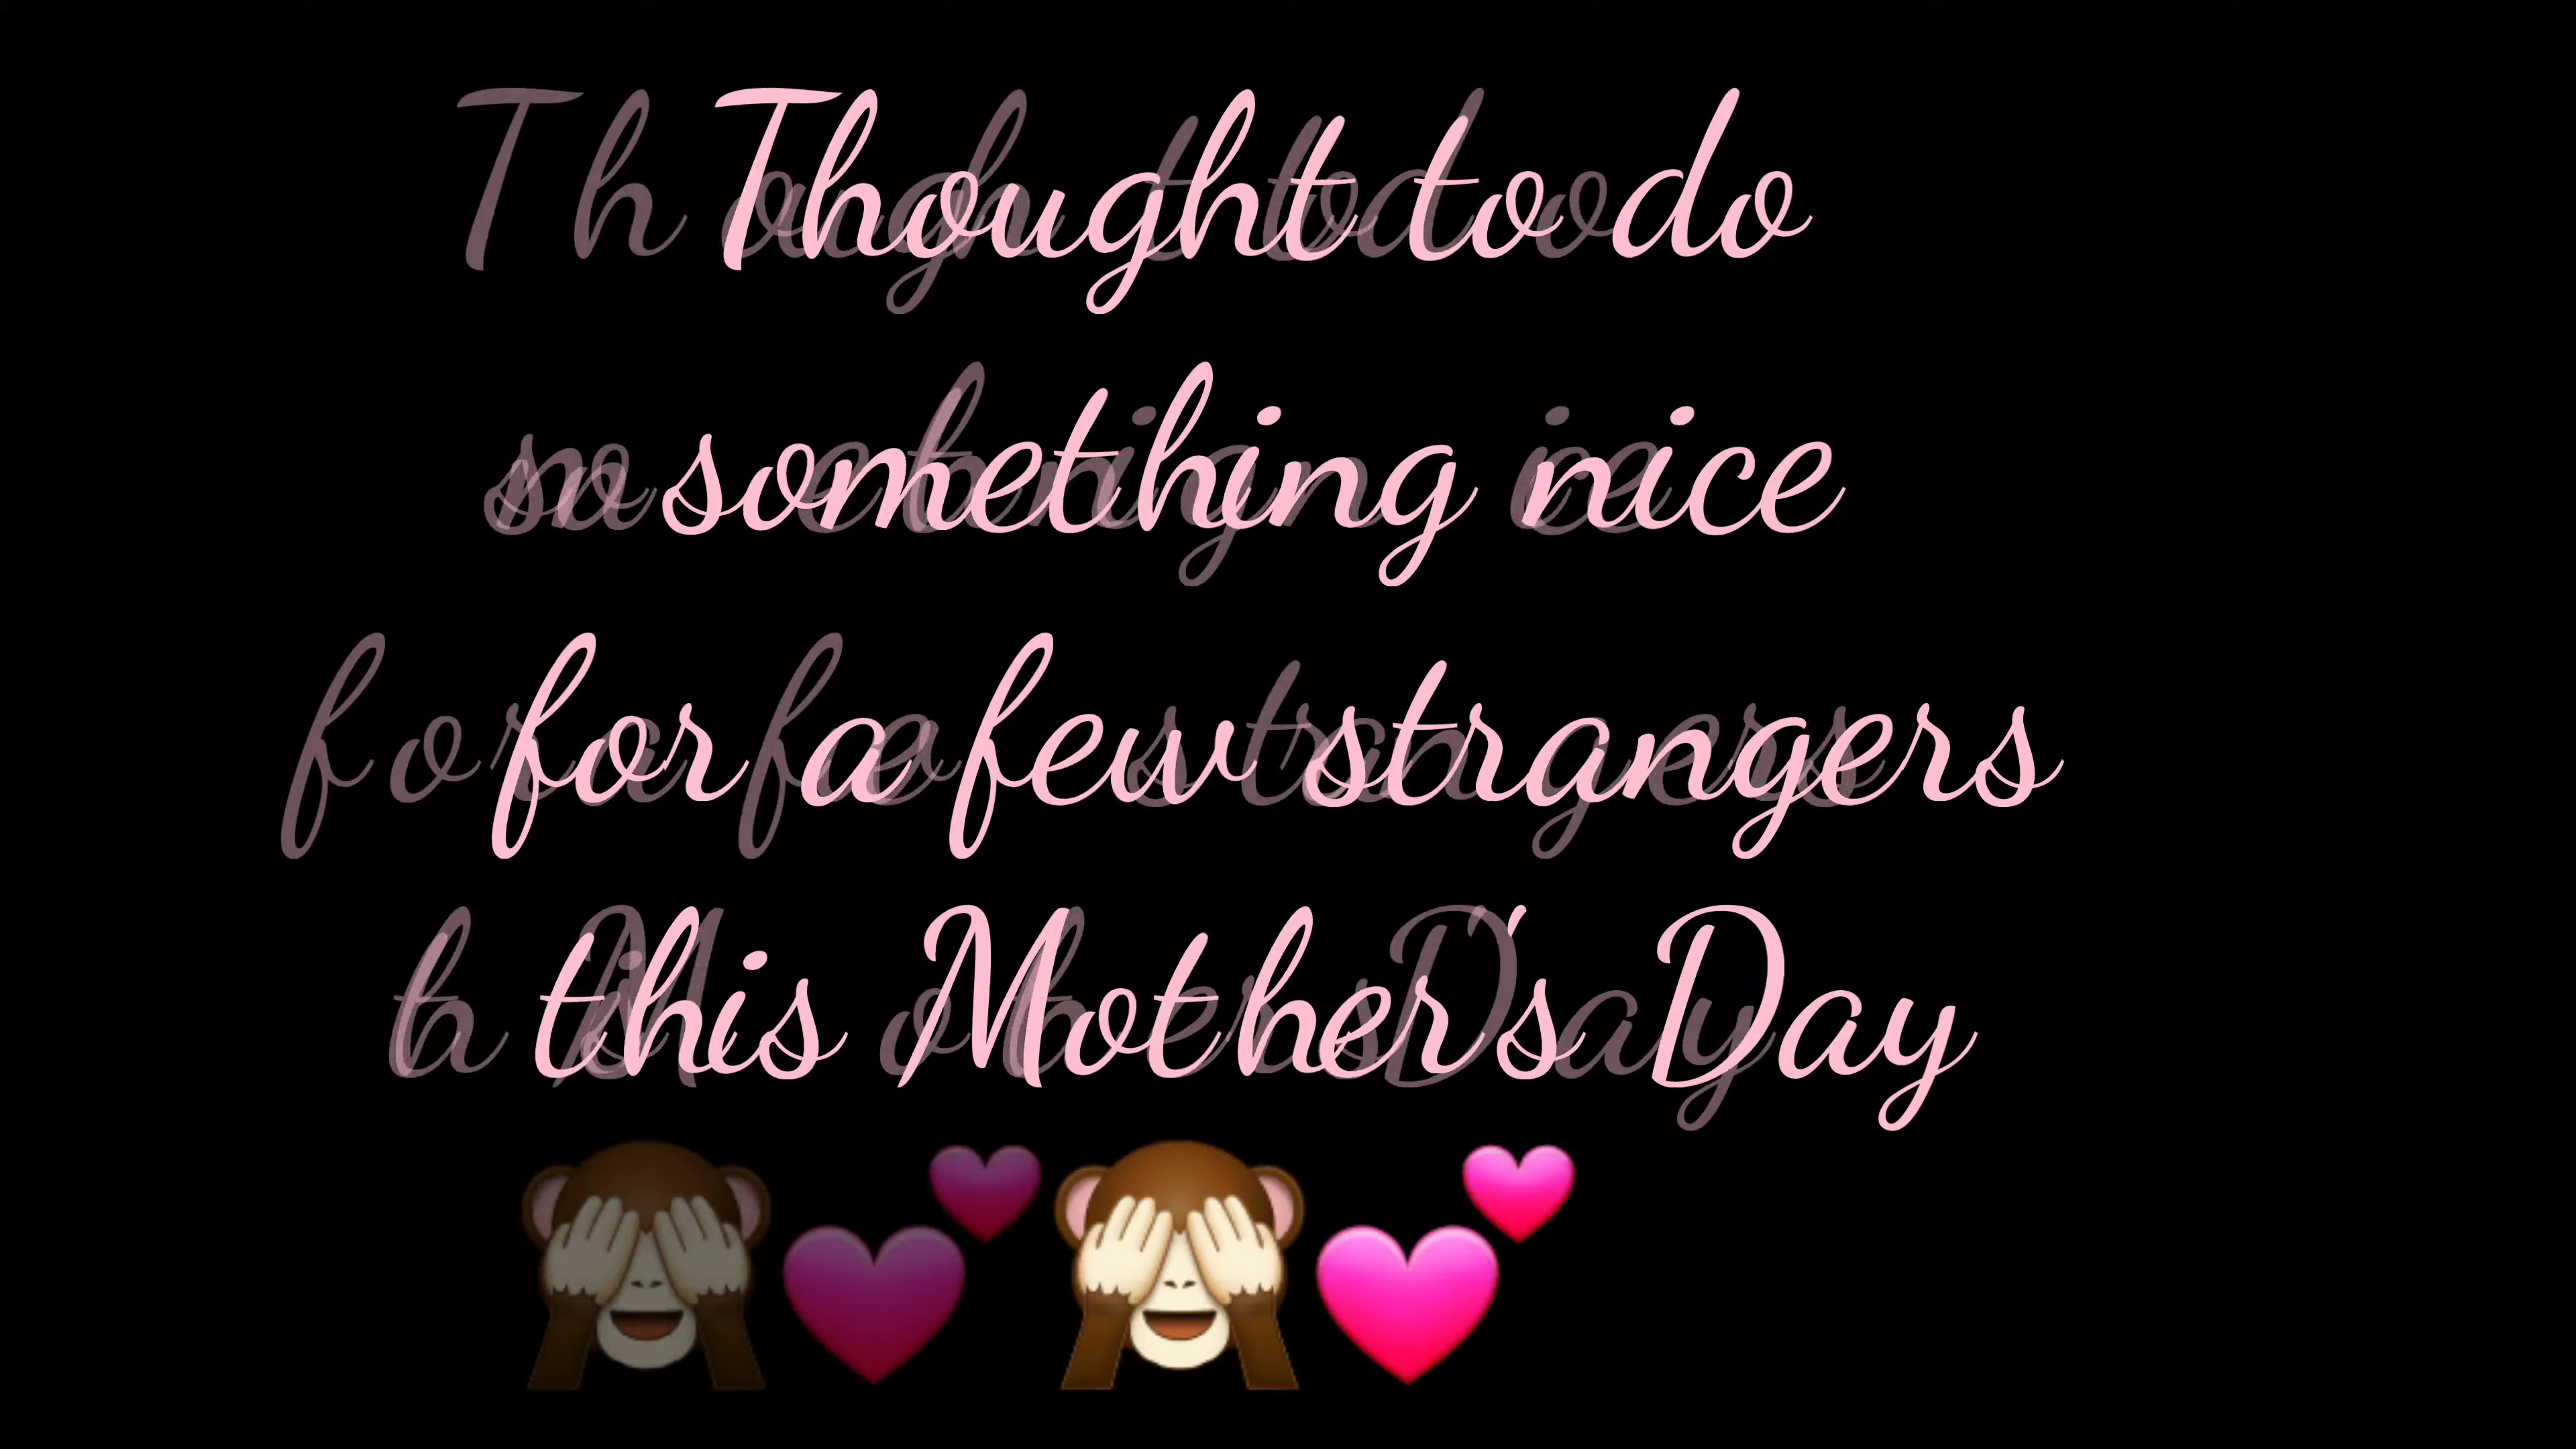 Thought to do
something nice
for a few strangers
this Mother's Day
🙈💕🙈💕